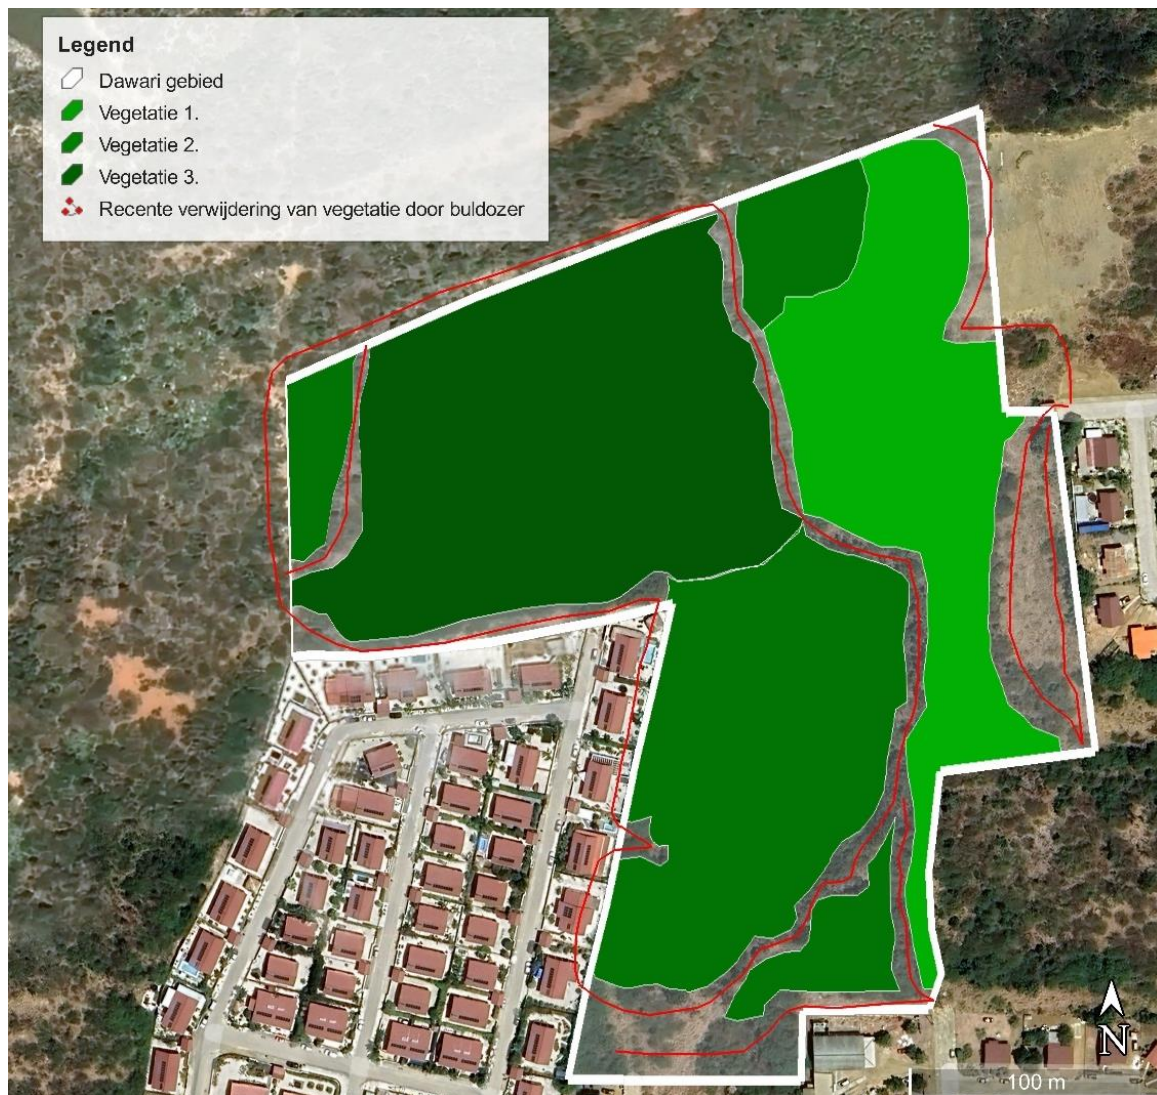 Legend
Dawari gebied
Vegetatie 1.
Vegetatie 2.
Vegetatie 3.
Recente verwijdering van vegetatie door buldozer
N
100 m